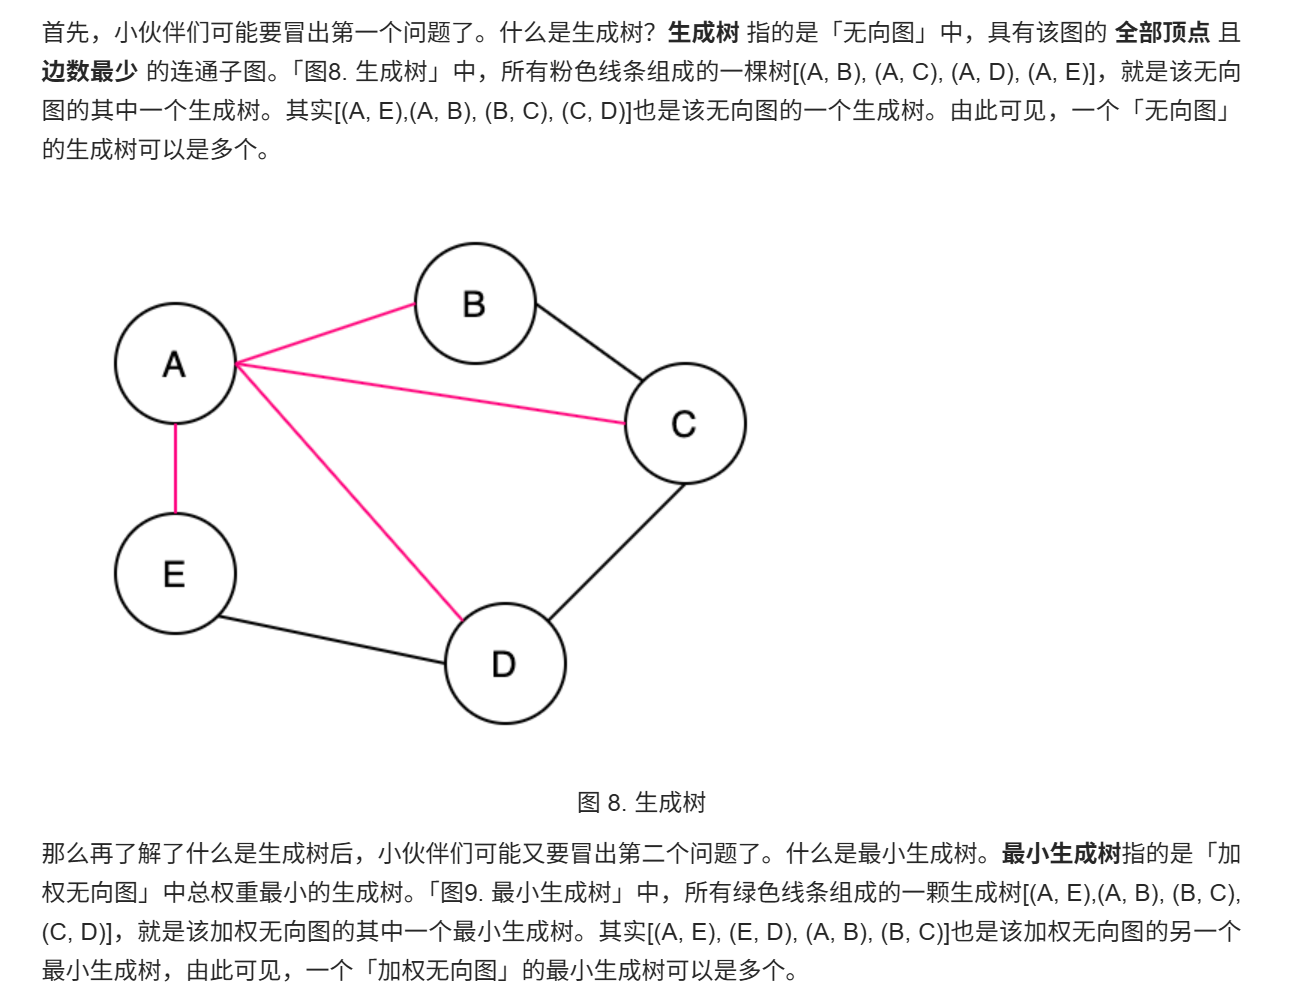 首先，小伙伴们可能要冒出第一个问题了。什么是生成树？生成树 指的是「无向图」中，具有该图的 全部顶点 且
边数最少 的连通子图。「图8. 生成树」中，所有粉色线条组成的一棵树[(A, B), (A, C), (A, D), (A, E)]，就是该无向
图的其中一个生成树。其实[(A, E),(A, B), (B, C), (C, D)]也是该无向图的一个生成树。由此可见，一个「无向图」
的生成树可以是多个。
B
A
C
E
D
图 8. 生成树
那么再了解了什么是生成树后，小伙伴们可能又要冒出第二个问题了。什么是最小生成树。最小生成树指的是「加
权无向图」中总权重最小的生成树。「图9. 最小生成树」中，所有绿色线条组成的一颗生成树[(A, E),(A, B), (B, C),
(C, D)]，就是该加权无向图的其中一个最小生成树。其实[(A, E), (E, D), (A, B), (B, C)]也是该加权无向图的另一个
最小生成树，由此可见，一个「加权无向图」的最小生成树可以是多个。